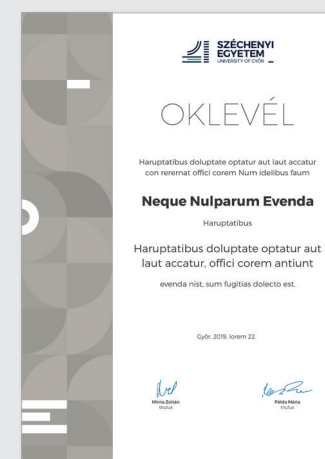 SZÉCHENYI
EGYETEM
UNIVERSITY OF GYŐR
OKLEVÉL
Haruptatibus doluptate optatur aut laut accatur
con rerernat offici corem Num idelibus faum
Neque Nulparum Evenda
Haruptatibus
Haruptatibus doluptate optatur aut
laut accatur, offici corem antiunt
evenda nist, sum fugitias dolecto est.
Győr, 2019. lorem 22.
Minta Zoltán
titulus
Példa Mária
titulus